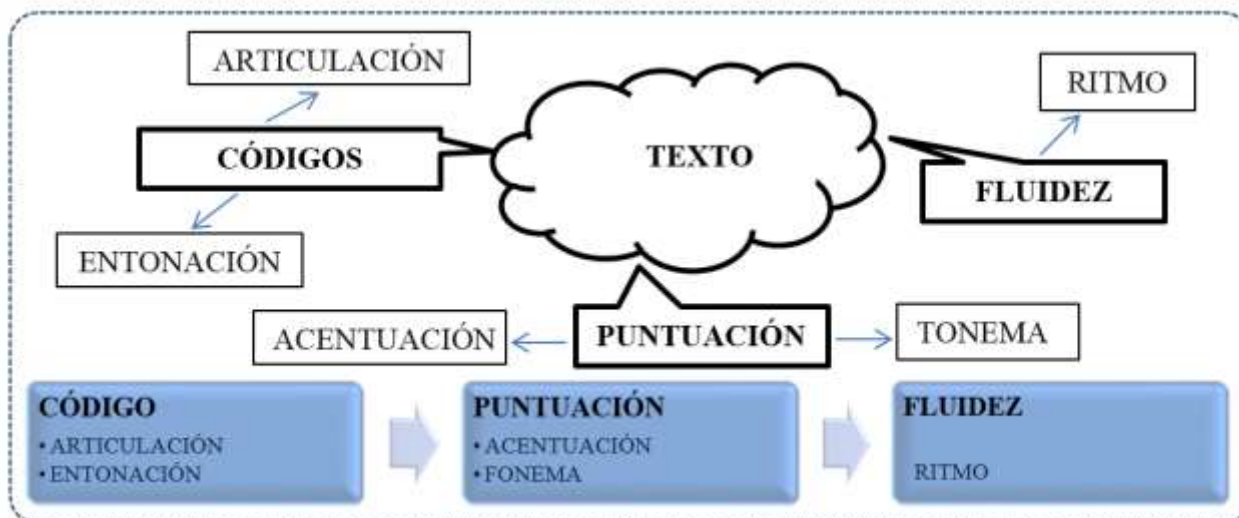 ARTICULACIÓN
RITMO
CÓDIGOS
TEXTO
FLUIDEZ
ENTONACIÓN
ACENTUACIÓN
PUNTUACIÓN
TONEMA
CÓDIGO
• ARTICULACIÓN
• ENTONACIÓN
PUNTUACIÓN
• ACENTUACIÓN
• FONEMA
FLUIDEZ
RITMO